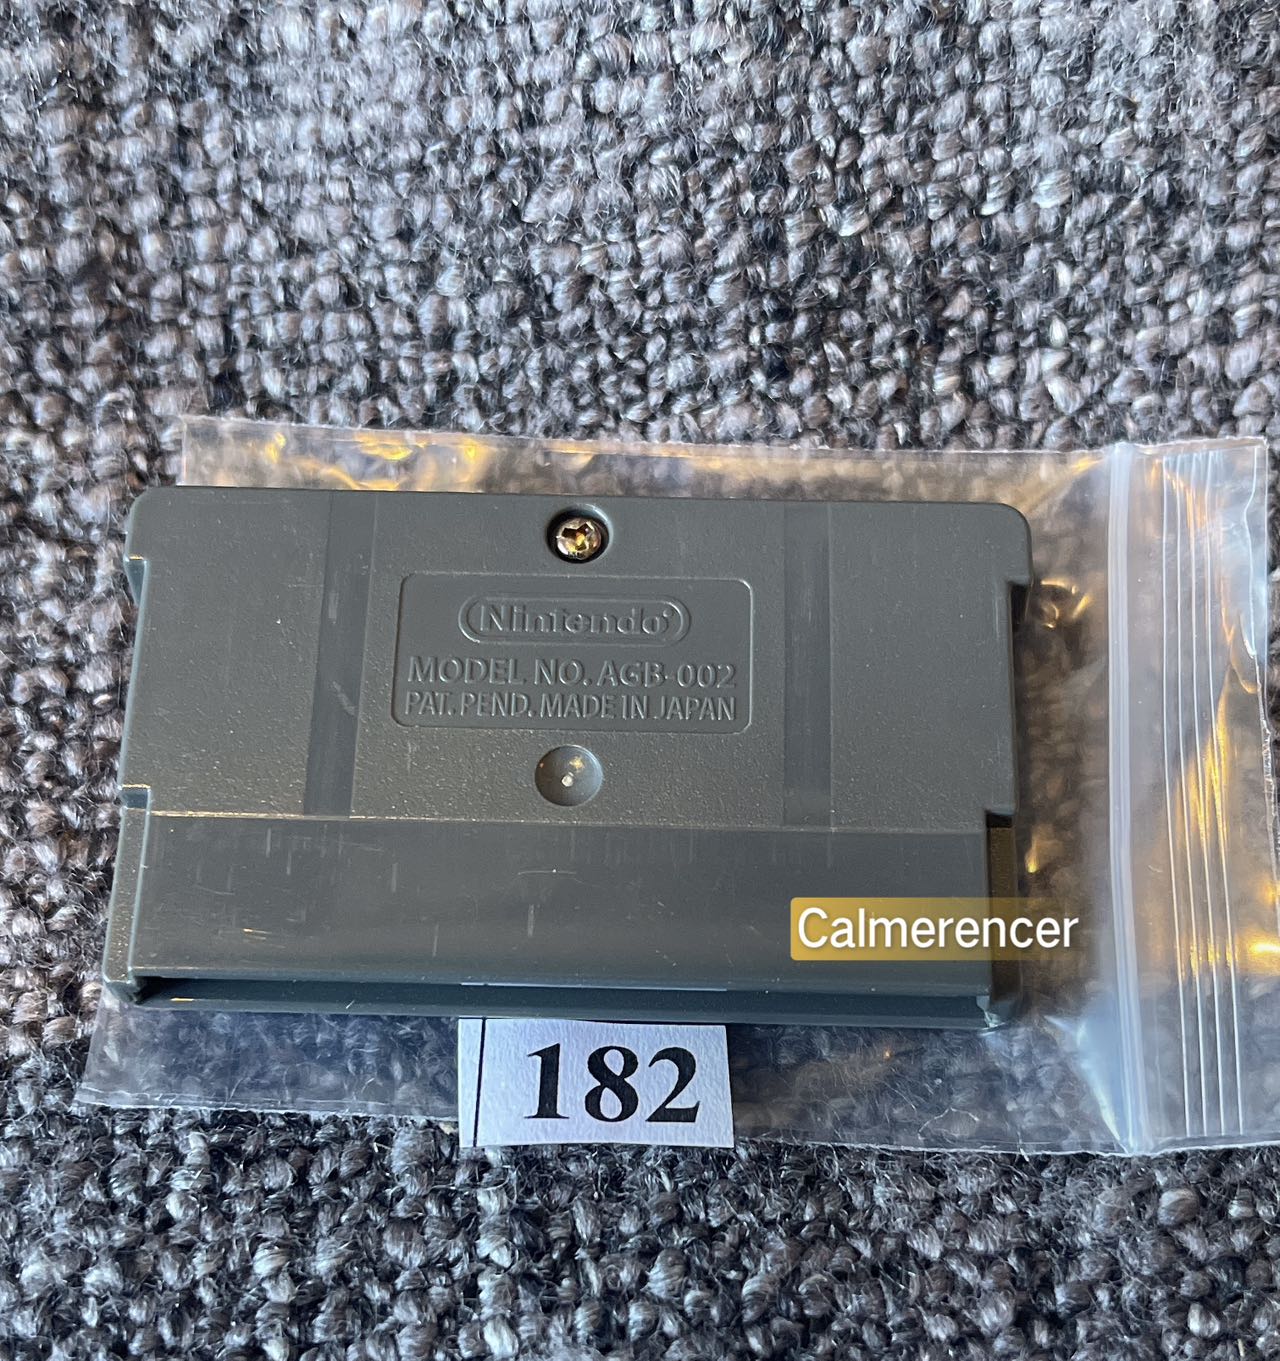 Nintendo
MODEL NO. AGB-002
PAT. PEND. MADE IN JAPAN
Calmerencer
182